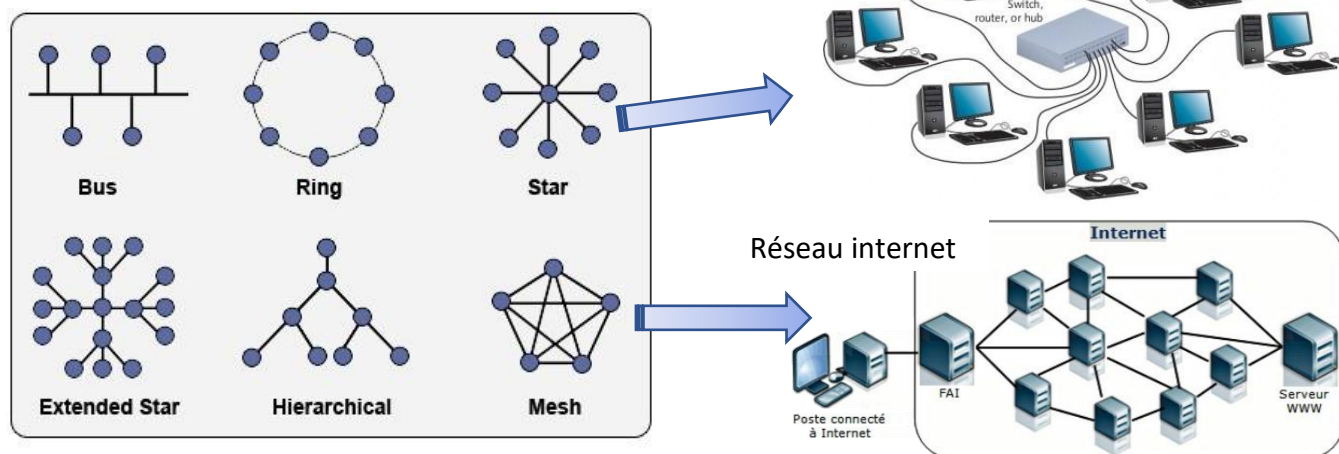 Switch,
router, or hub
Bus
Ring
Star
Extended Star
Hierarchical
Mesh
Réseau internet
Internet
FAI
Poste connecté
à Internet
Serveur
WWW